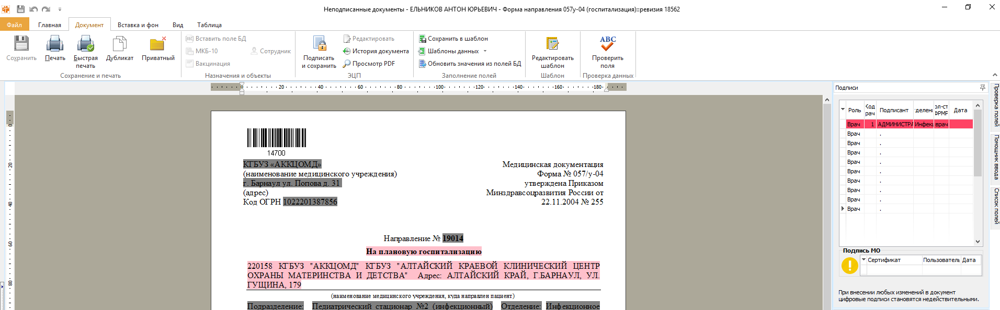 Неподписанные документы - ЕЛЬНИКОВ АНТОН ЮРЬЕВИЧ - Форма направления 057у-04 (госпитализация)::ревизия 18562
Файл Главная Документ Вставка и фон Вид Таблица
Сохранить
Печать
Быстрая печать
Дубликат
Приватный
Сохранение и печать
Вставить поле БД
МКБ-10
Сотрудник
Вакцинация
Назначения и объекты
Подписать и сохранить
Редактировать
История документа
Просмотр PDF
ЭЦП
Сохранить в шаблон
Шаблоны данных
Обновить значения из полей БД
Заполнение полей
Редактировать шаблон
Шаблон
ABC
Проверить поля
Проверка данных
0 20 40 60 80 100 120 140 160 180
0
20
40
60
80
14700
КГБУЗ «АККЦОМД»
(наименование медицинского учреждения)
г. Барнаул ул. Попова д. 31
(адрес)
Код ОГРН 1022201387856
Медицинская документация
Форма № 057/у-04
утверждена Приказом
Минздравсоцразвития России от
22.11.2004 № 255
Направление № 19014
На плановую госпитализацию
220158 КГБУЗ "АККЦОМД" КГБУЗ "АЛТАЙСКИЙ КРАЕВОЙ КЛИНИЧЕСКИЙ ЦЕНТР
ОХРАНЫ МАТЕРИНСТВА И ДЕТСТВА" Адрес: АЛТАЙСКИЙ КРАЙ, Г.БАРНАУЛ, УЛ.
ГУЩИНА, 179
(наименование медицинского учреждения, куда направлен пациент)
Подразделение: Педиатрический стационар №2 (инфекционный) Отделение: Инфекционное
Подписи
Роль Код Подписант Дата
рач
Врач 1 АДМИНИСТРА Инфекц врач
Врач .
Врач .
Врач .
Врач .
Врач .
Врач .
Врач .
Врач .
Врач .
Подпись МО
Сертификат Пользователь Дата
При внесении любых изменений в документ
цифровые подписи становятся недействительными.
Проверка полей
Помощник ввода
Список полей